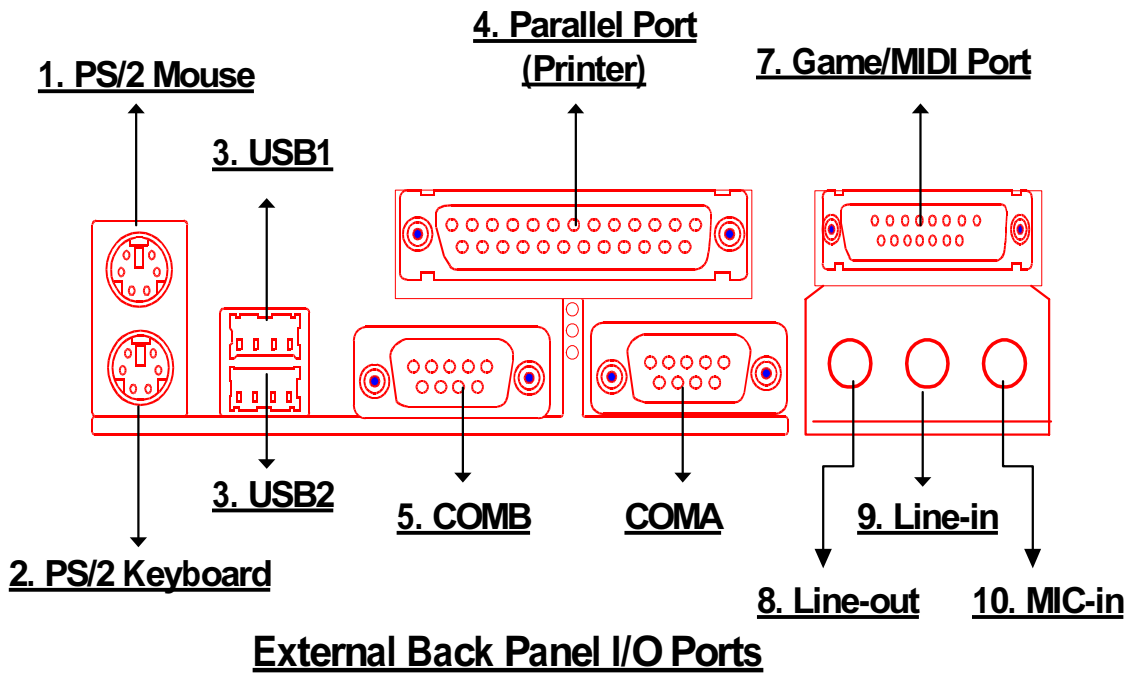 4. Parallel Port
(Printer)
7. Game/MIDI Port
1. PS/2 Mouse
3. USB1
3. USB2
5. COMB
COMA
9. Line-in
2. PS/2 Keyboard
8. Line-out
10. MIC-in
External Back Panel I/O Ports